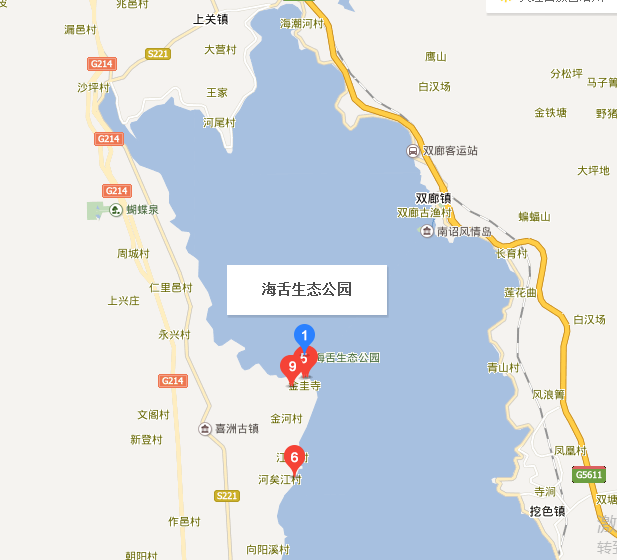 兆邑村
上关镇
海潮河村
漏邑村
大营村
S221
G214
鹰山
分松坪
马子箐
沙坪村
王家
白汉场
金铁塘
野猪
河尾村
G214
双廊客运站
大坪地
G214
双廊镇
蝴蝶泉
双廊古渔村
蝙蝠山
南诏风情岛
周城村
长育村
仁里邑村
海舌生态公园
莲花曲
上兴庄
白汉场
永兴村
1
5
海舌生态公园
9
青山村
G214
金圭寺
风浪箐
文阁村
金河村
喜洲古镇
新登村
凤凰村
6
江
村
G5611
河矣江村
寺涧
S221
双塘
挖色镇
作邑村
向阳溪村
朝阳村
激
转至